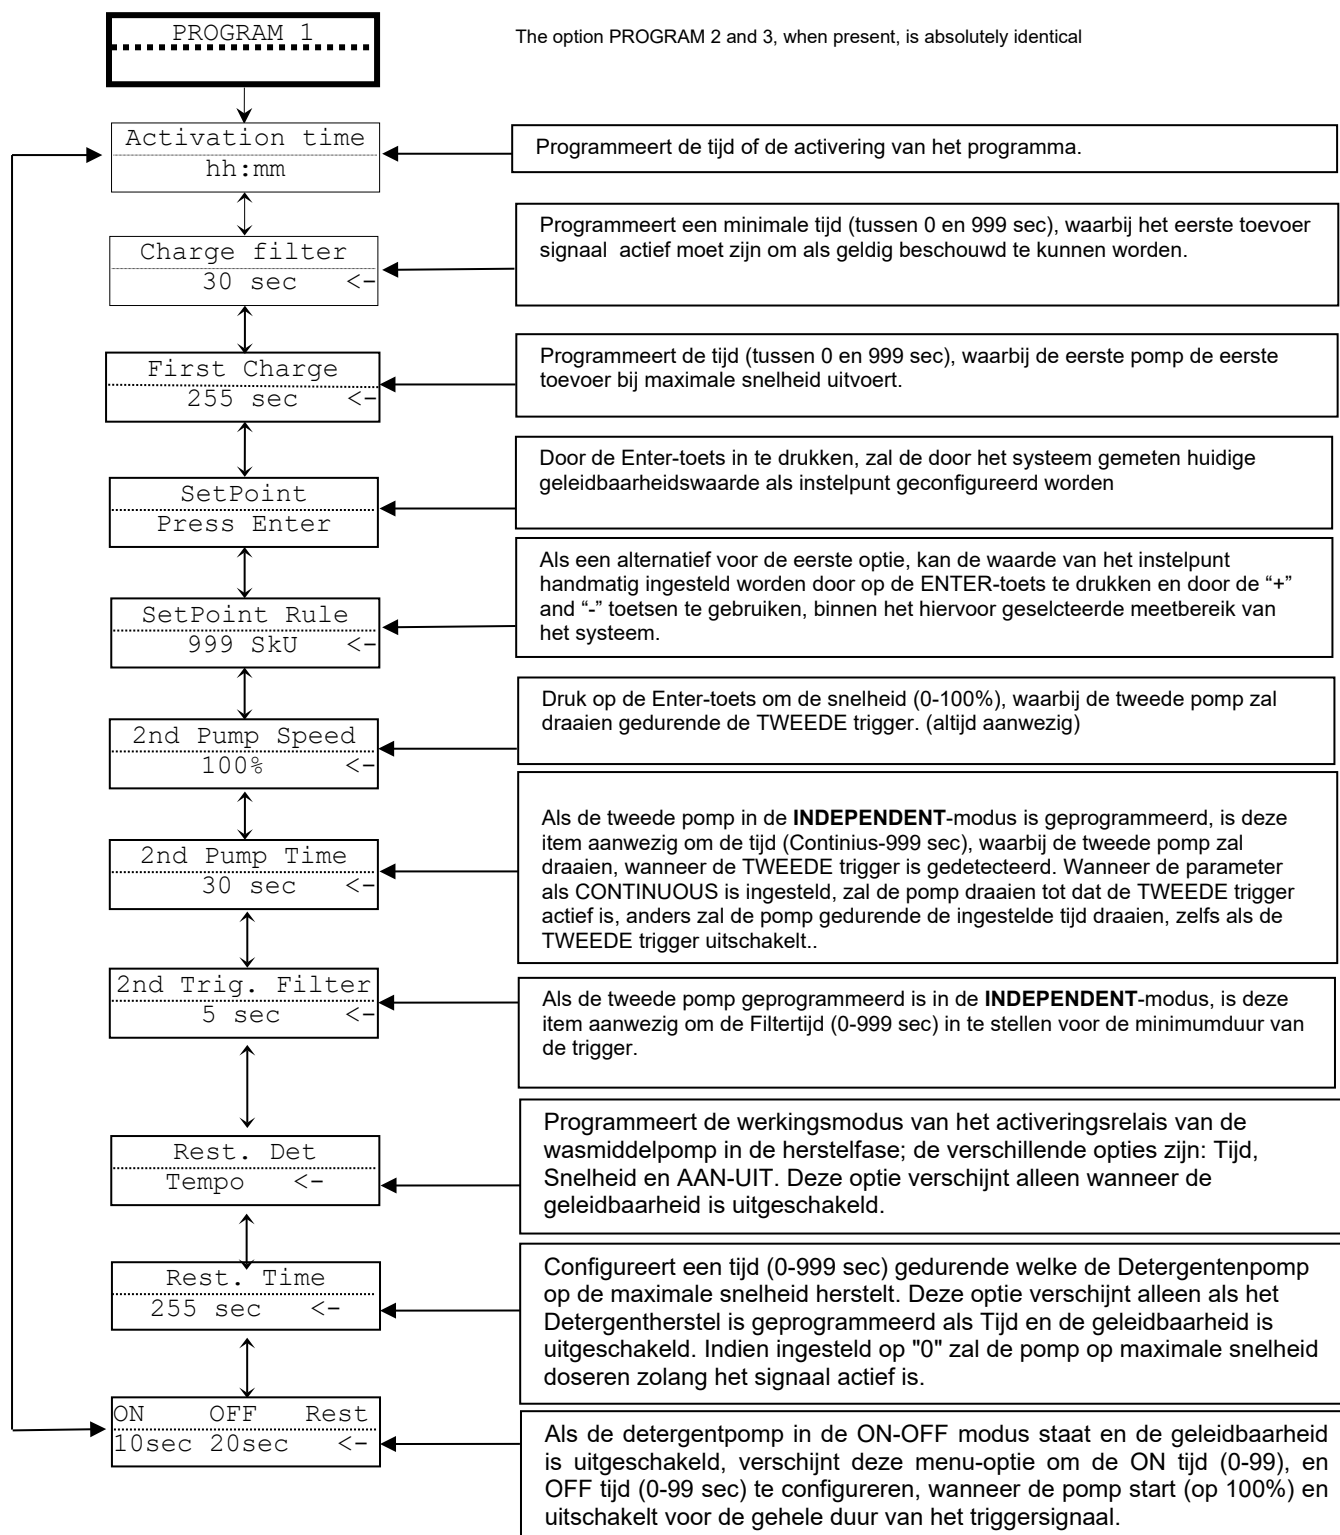 PROGRAM 1
The option PROGRAM 2 and 3, when present, is absolutely identical
Activation time
hh:mm
Programmeert de tijd of de activering van het programma.
Charge filter
30 sec <-
Programmeert een minimale tijd (tussen 0 en 999 sec), waarbij het eerste toevoer
signaal actief moet zijn om als geldig beschouwd te kunnen worden.
First Charge
255 sec <-
Programmeert de tijd (tussen 0 en 999 sec), waarbij de eerste pomp de eerste
toevoer bij maximale snelheid uitvoert.
SetPoint
Press Enter
Door de Enter-toets in te drukken, zal de door het systeem gemeten huidige
geleidbaarheidswaarde als instelpunt geconfigureerd worden
SetPoint Rule
999 SkU <-
Als een alternatief voor de eerste optie, kan de waarde van het instelpunt
handmatig ingesteld worden door op de ENTER-toets te drukken en door de “+”
and “-” toetsen te gebruiken, binnen het hiervoor geselcteerde meetbereik van
het systeem.
2nd Pump Speed
100% <-
Druk op de Enter-toets om de snelheid (0-100%), waarbij de tweede pomp zal
draaien gedurende de TWEEDE trigger. (altijd aanwezig)
2nd Pump Time
30 sec <-
Als de tweede pomp in de INDEPENDENT-modus is geprogrammeerd, is deze
item aanwezig om de tijd (Continius-999 sec), waarbij de tweede pomp zal
draaien, wanneer de TWEEDE trigger is gedetecteerd. Wanneer de parameter
als CONTINUOUS is ingesteld, zal de pomp draaien tot dat de TWEEDE trigger
actief is, anders zal de pomp gedurende de ingestelde tijd draaien, zelfs als de
TWEEDE trigger uitschakelt..
2nd Trig. Filter
5 sec <-
Als de tweede pomp geprogrammeerd is in de INDEPENDENT-modus, is deze
item aanwezig om de Filtertijd (0-999 sec) in te stellen voor de minimumduur van
de trigger.
Rest. Det
Tempo <-
Programmeert de werkingsmodus van het activeringsrelais van de
wasmiddelpomp in de herstelfase; de verschillende opties zijn: Tijd,
Snelheid en AAN-UIT. Deze optie verschijnt alleen wanneer de
geleidbaarheid is uitgeschakeld.
Rest. Time
255 sec <-
Configureert een tijd (0-999 sec) gedurende welke de Detergentenpomp
op de maximale snelheid herstelt. Deze optie verschijnt alleen als het
Detergentherstel is geprogrammeerd als Tijd en de geleidbaarheid is
uitgeschakeld. Indien ingesteld op "0" zal de pomp op maximale snelheid
doseren zolang het signaal actief is.
ON OFF Rest
10sec 20sec <-
Als de detergentpomp in de ON-OFF modus staat en de geleidbaarheid
is uitgeschakeld, verschijnt deze menu-optie om de ON tijd (0-99), en
OFF tijd (0-99 sec) te configureren, wanneer de pomp start (op 100%) en
uitschakelt voor de gehele duur van het triggersignaal.